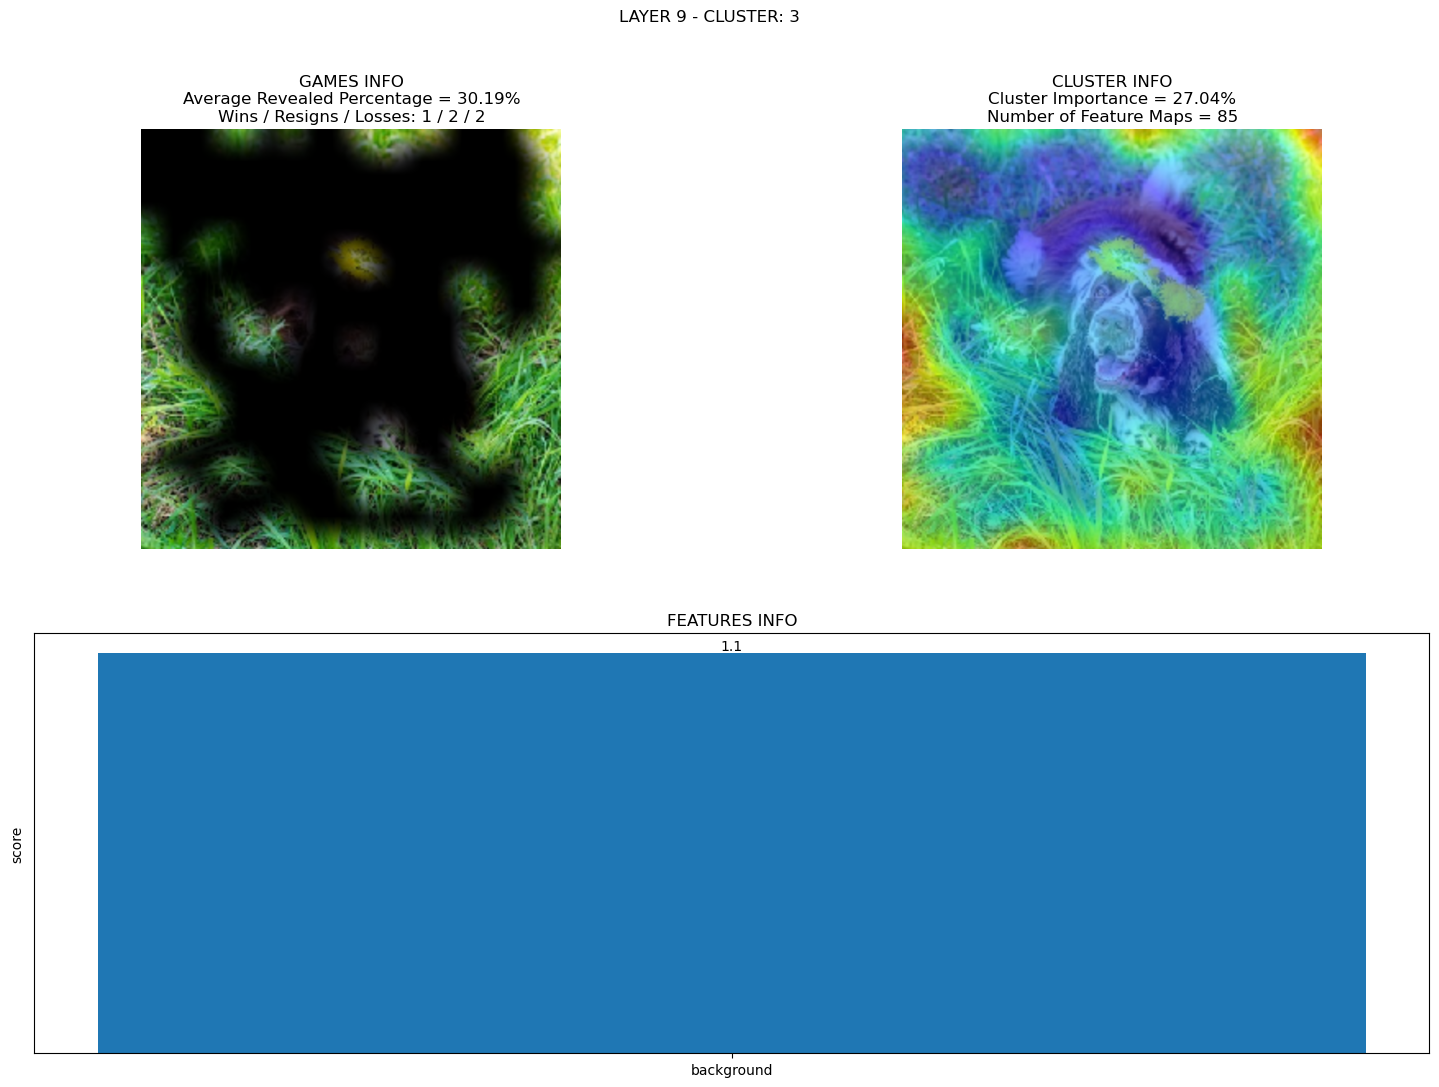 LAYER 9 - CLUSTER: 3
GAMES INFO
Average Revealed Percentage = 30.19%
Wins / Resigns / Losses: 1 / 2 / 2
CLUSTER INFO
Cluster Importance = 27.04%
Number of Feature Maps = 85
FEATURES INFO
1.1
score
background